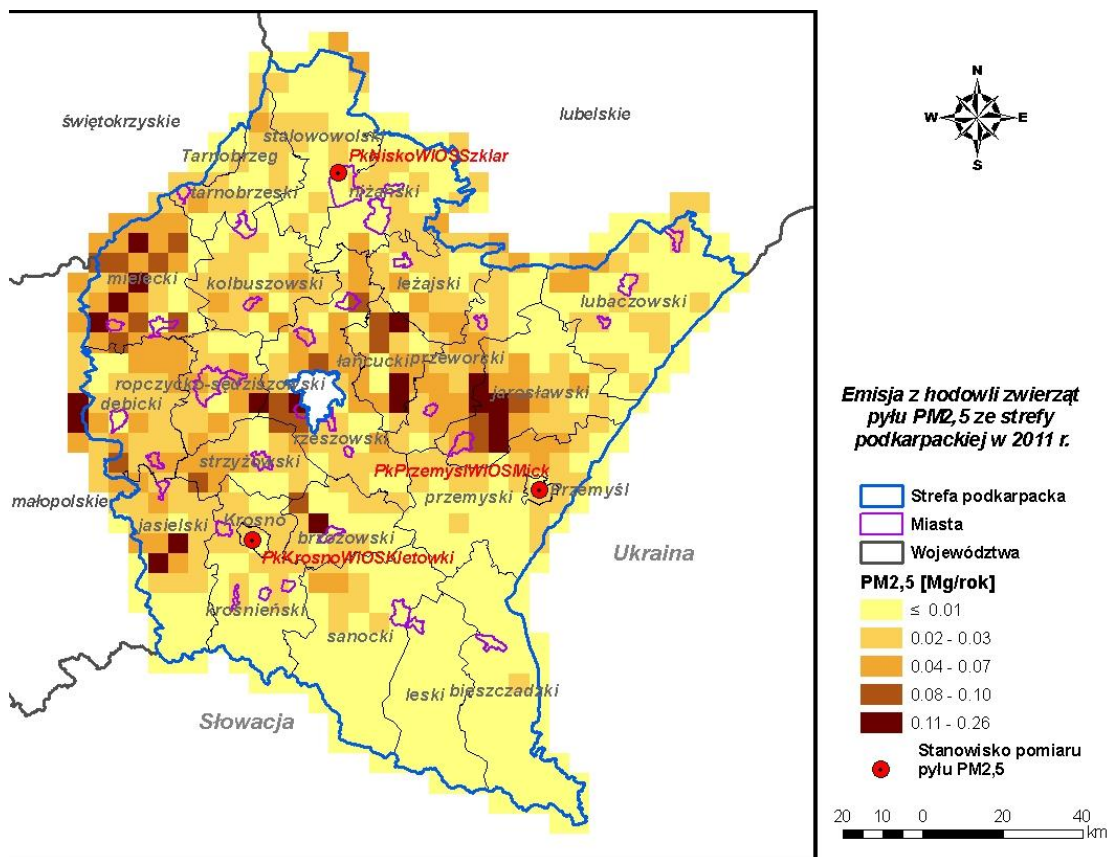 świętokrzyskie
lubelskie
stalowowolski
Tarnobrzeg
PkNiskoWIOSSzklar
tarnobrzeski
niżański
mielecki
kolbuszowski
leżajski
lubaczowski
łańcucki
przeworski
ropczycko-sędziszowski
jarosławski
dębicki
rzeszowski
strzyżowski
PkPrzemyslWIOSMick
małopolskie
przemyski
Przemyśl
jasielski
Krosno
brzozowski
PkKrosnoWIOSKletowki
Ukraina
krośnieński
sanocki
leski
bieszczadzki
Słowacja
N
W
E
S
Emisja z hodowli zwierząt
pyłu PM2,5 ze strefy
podkarpackiej w 2011 r.
Strefa podkarpacka
Miasta
Województwa
PM2,5 [Mg/rok]
≤ 0.01
0.02 - 0.03
0.04 - 0.07
0.08 - 0.10
0.11 - 0.26
Stanowisko pomiaru
pyłu PM2,5
20 10 0 20 40
km